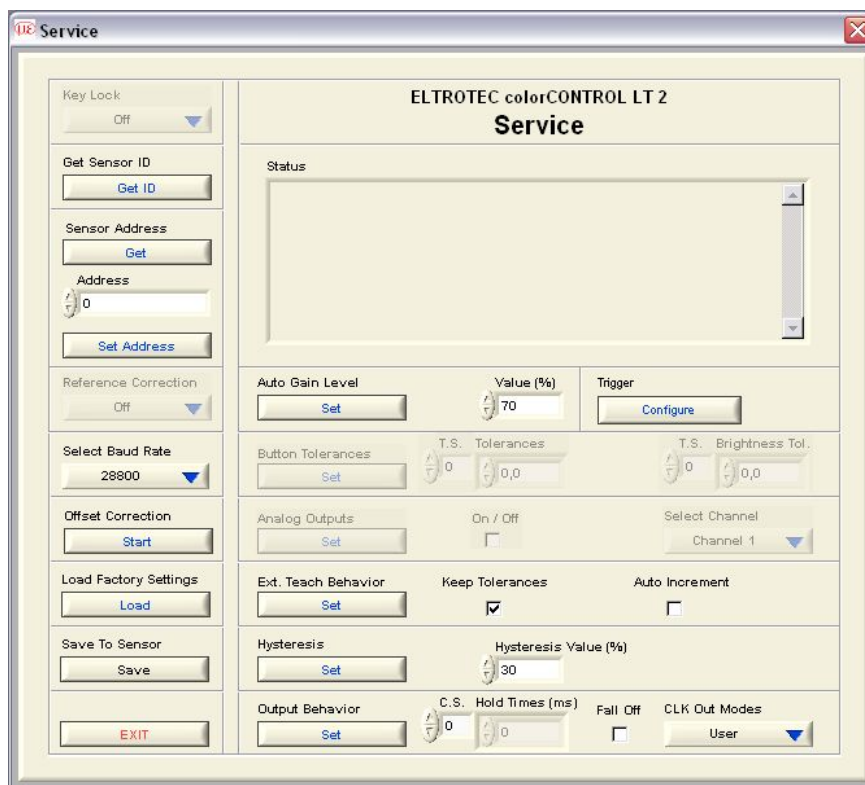 µε Service
Key Lock
Off
Get Sensor ID
Get ID
Sensor Address
Get
Address
0
Set Address
Reference Correction
Off
Select Baud Rate
28800
Offset Correction
Start
Load Factory Settings
Load
Save To Sensor
Save
EXIT
ELTROTEC colorCONTROL LT 2
Service
Status
Auto Gain Level
Set
Value (%)
70
Trigger
Configure
Button Tolerances
Set
T.S. Tolerances
0 0,0
T.S. Brightness Tol.
0 0,0
Analog Outputs
Set
On / Off
Select Channel
Channel 1
Ext. Teach Behavior
Set
Keep Tolerances
Auto Increment
Hysteresis
Set
Hysteresis Value (%)
30
Output Behavior
Set
C.S. Hold Times (ms)
0 0
Fall Off
CLK Out Modes
User